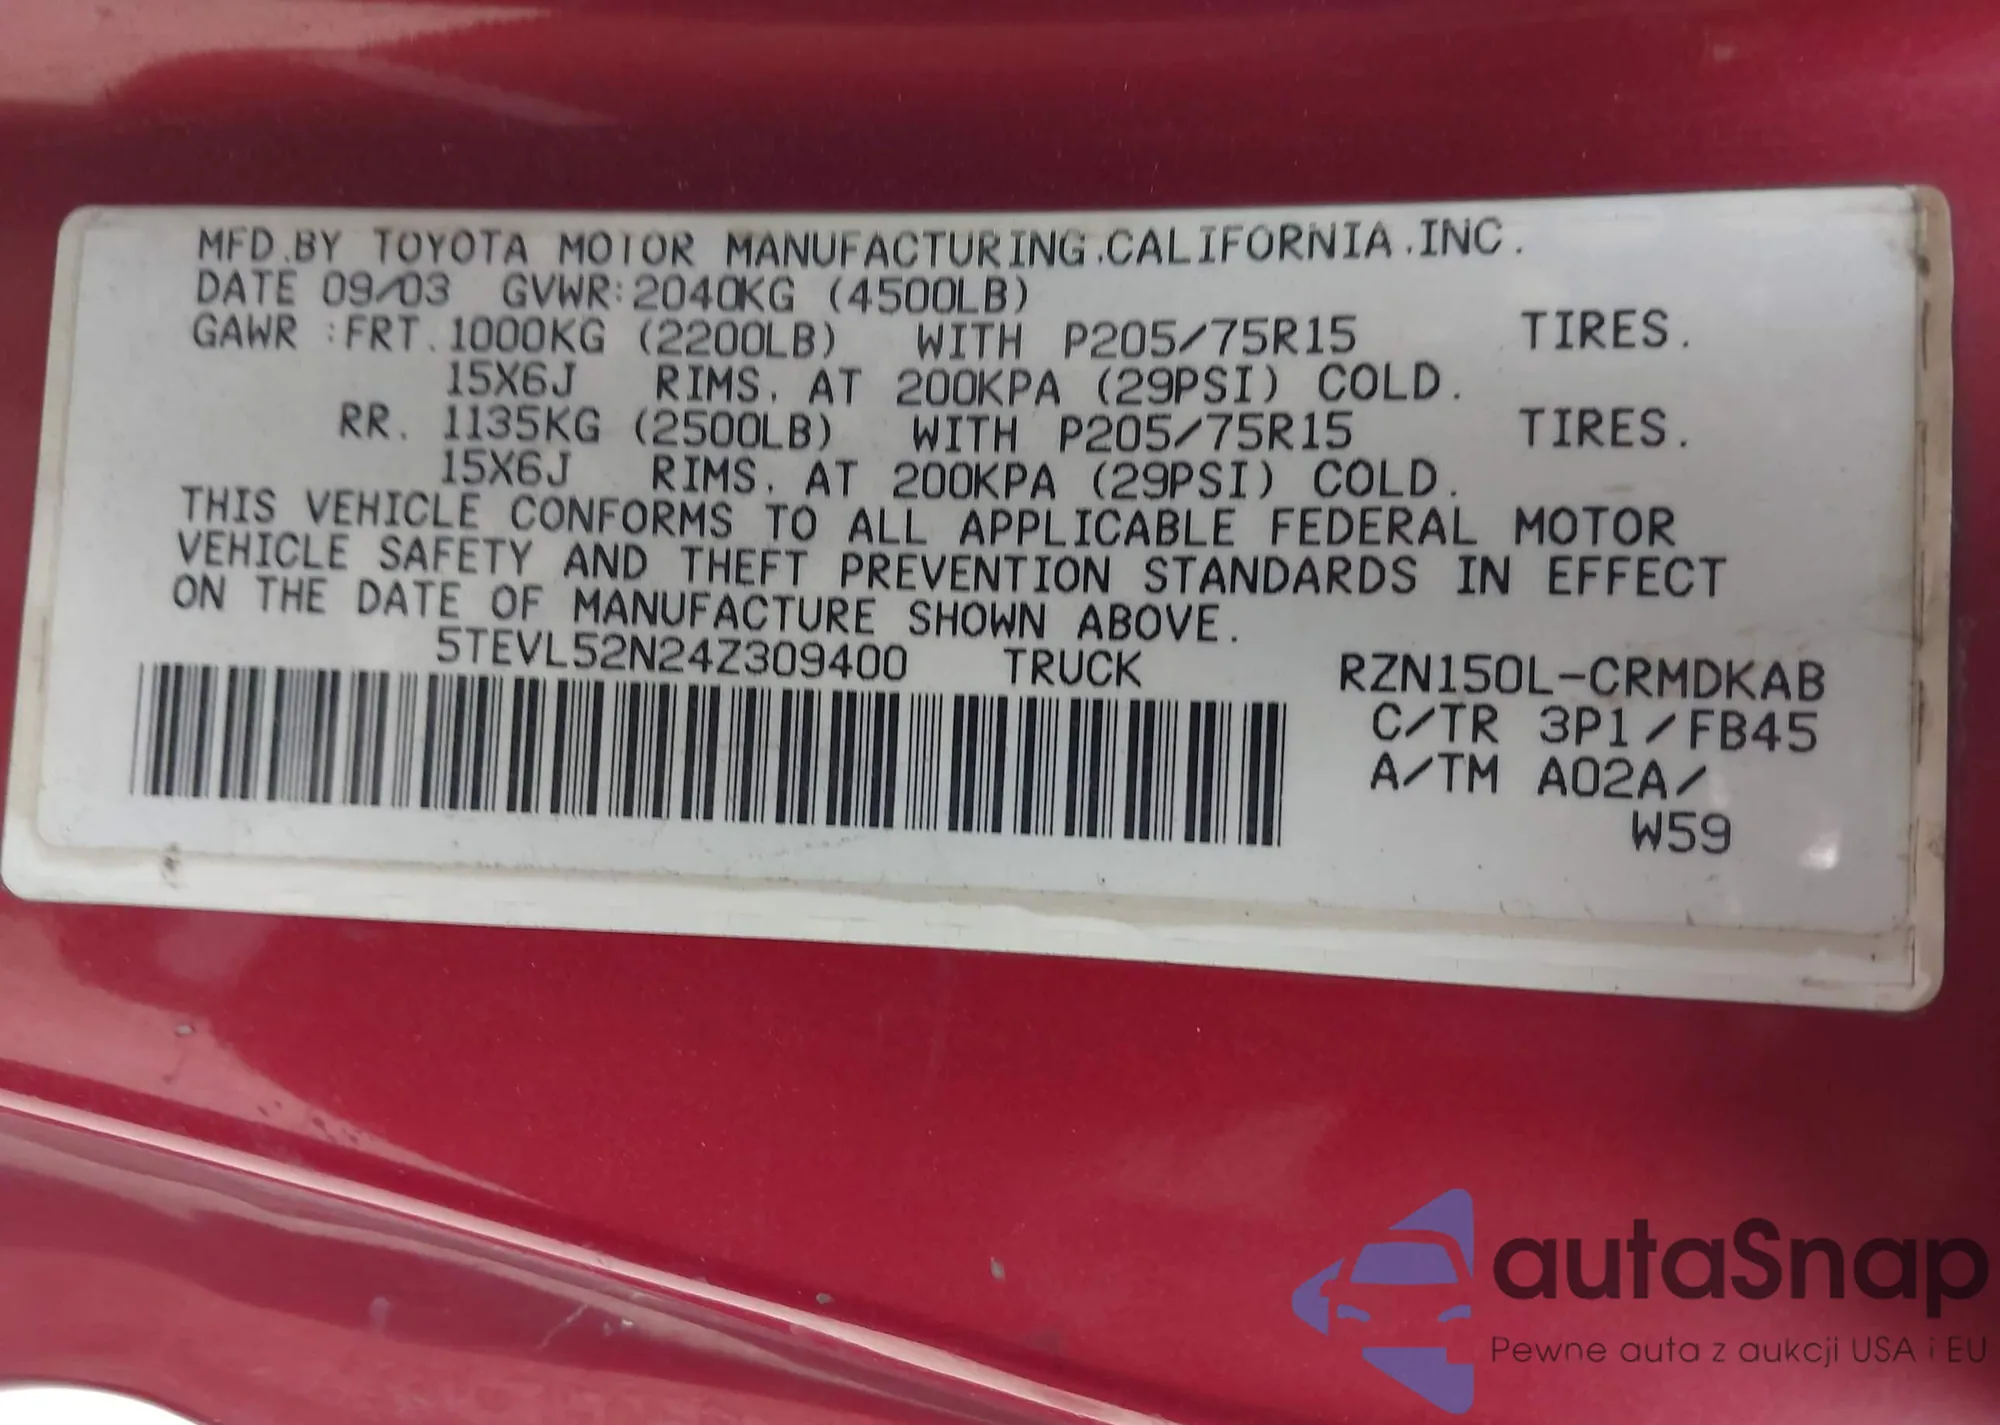 MFD.BY TOYOTA MOTOR MANUFACTURING.CALIFORNIA.INC.
DATE 09/03 GVWR:2040KG (4500LB)
GAWR :FRT. 1000KG (2200LB) WITH P205/75R15 TIRES.
15X6J RIMS. AT 200KPA (29PSI) COLD.
RR. 1135KG (2500LB) WITH P205/75R15 TIRES.
15X6J RIMS. AT 200KPA (29PSI) COLD.
THIS VEHICLE CONFORMS TO ALL APPLICABLE FEDERAL MOTOR
VEHICLE SAFETY AND THEFT PREVENTION STANDARDS IN EFFECT
ON THE DATE OF MANUFACTURE SHOWN ABOVE.
5TEVL52N24Z309400 TRUCK RZN150L-CRMDKAB
C/TR 3P1/FB45
A/TM A02A/
W59
autaSnap
Pewne auta z aukcji USA i EU